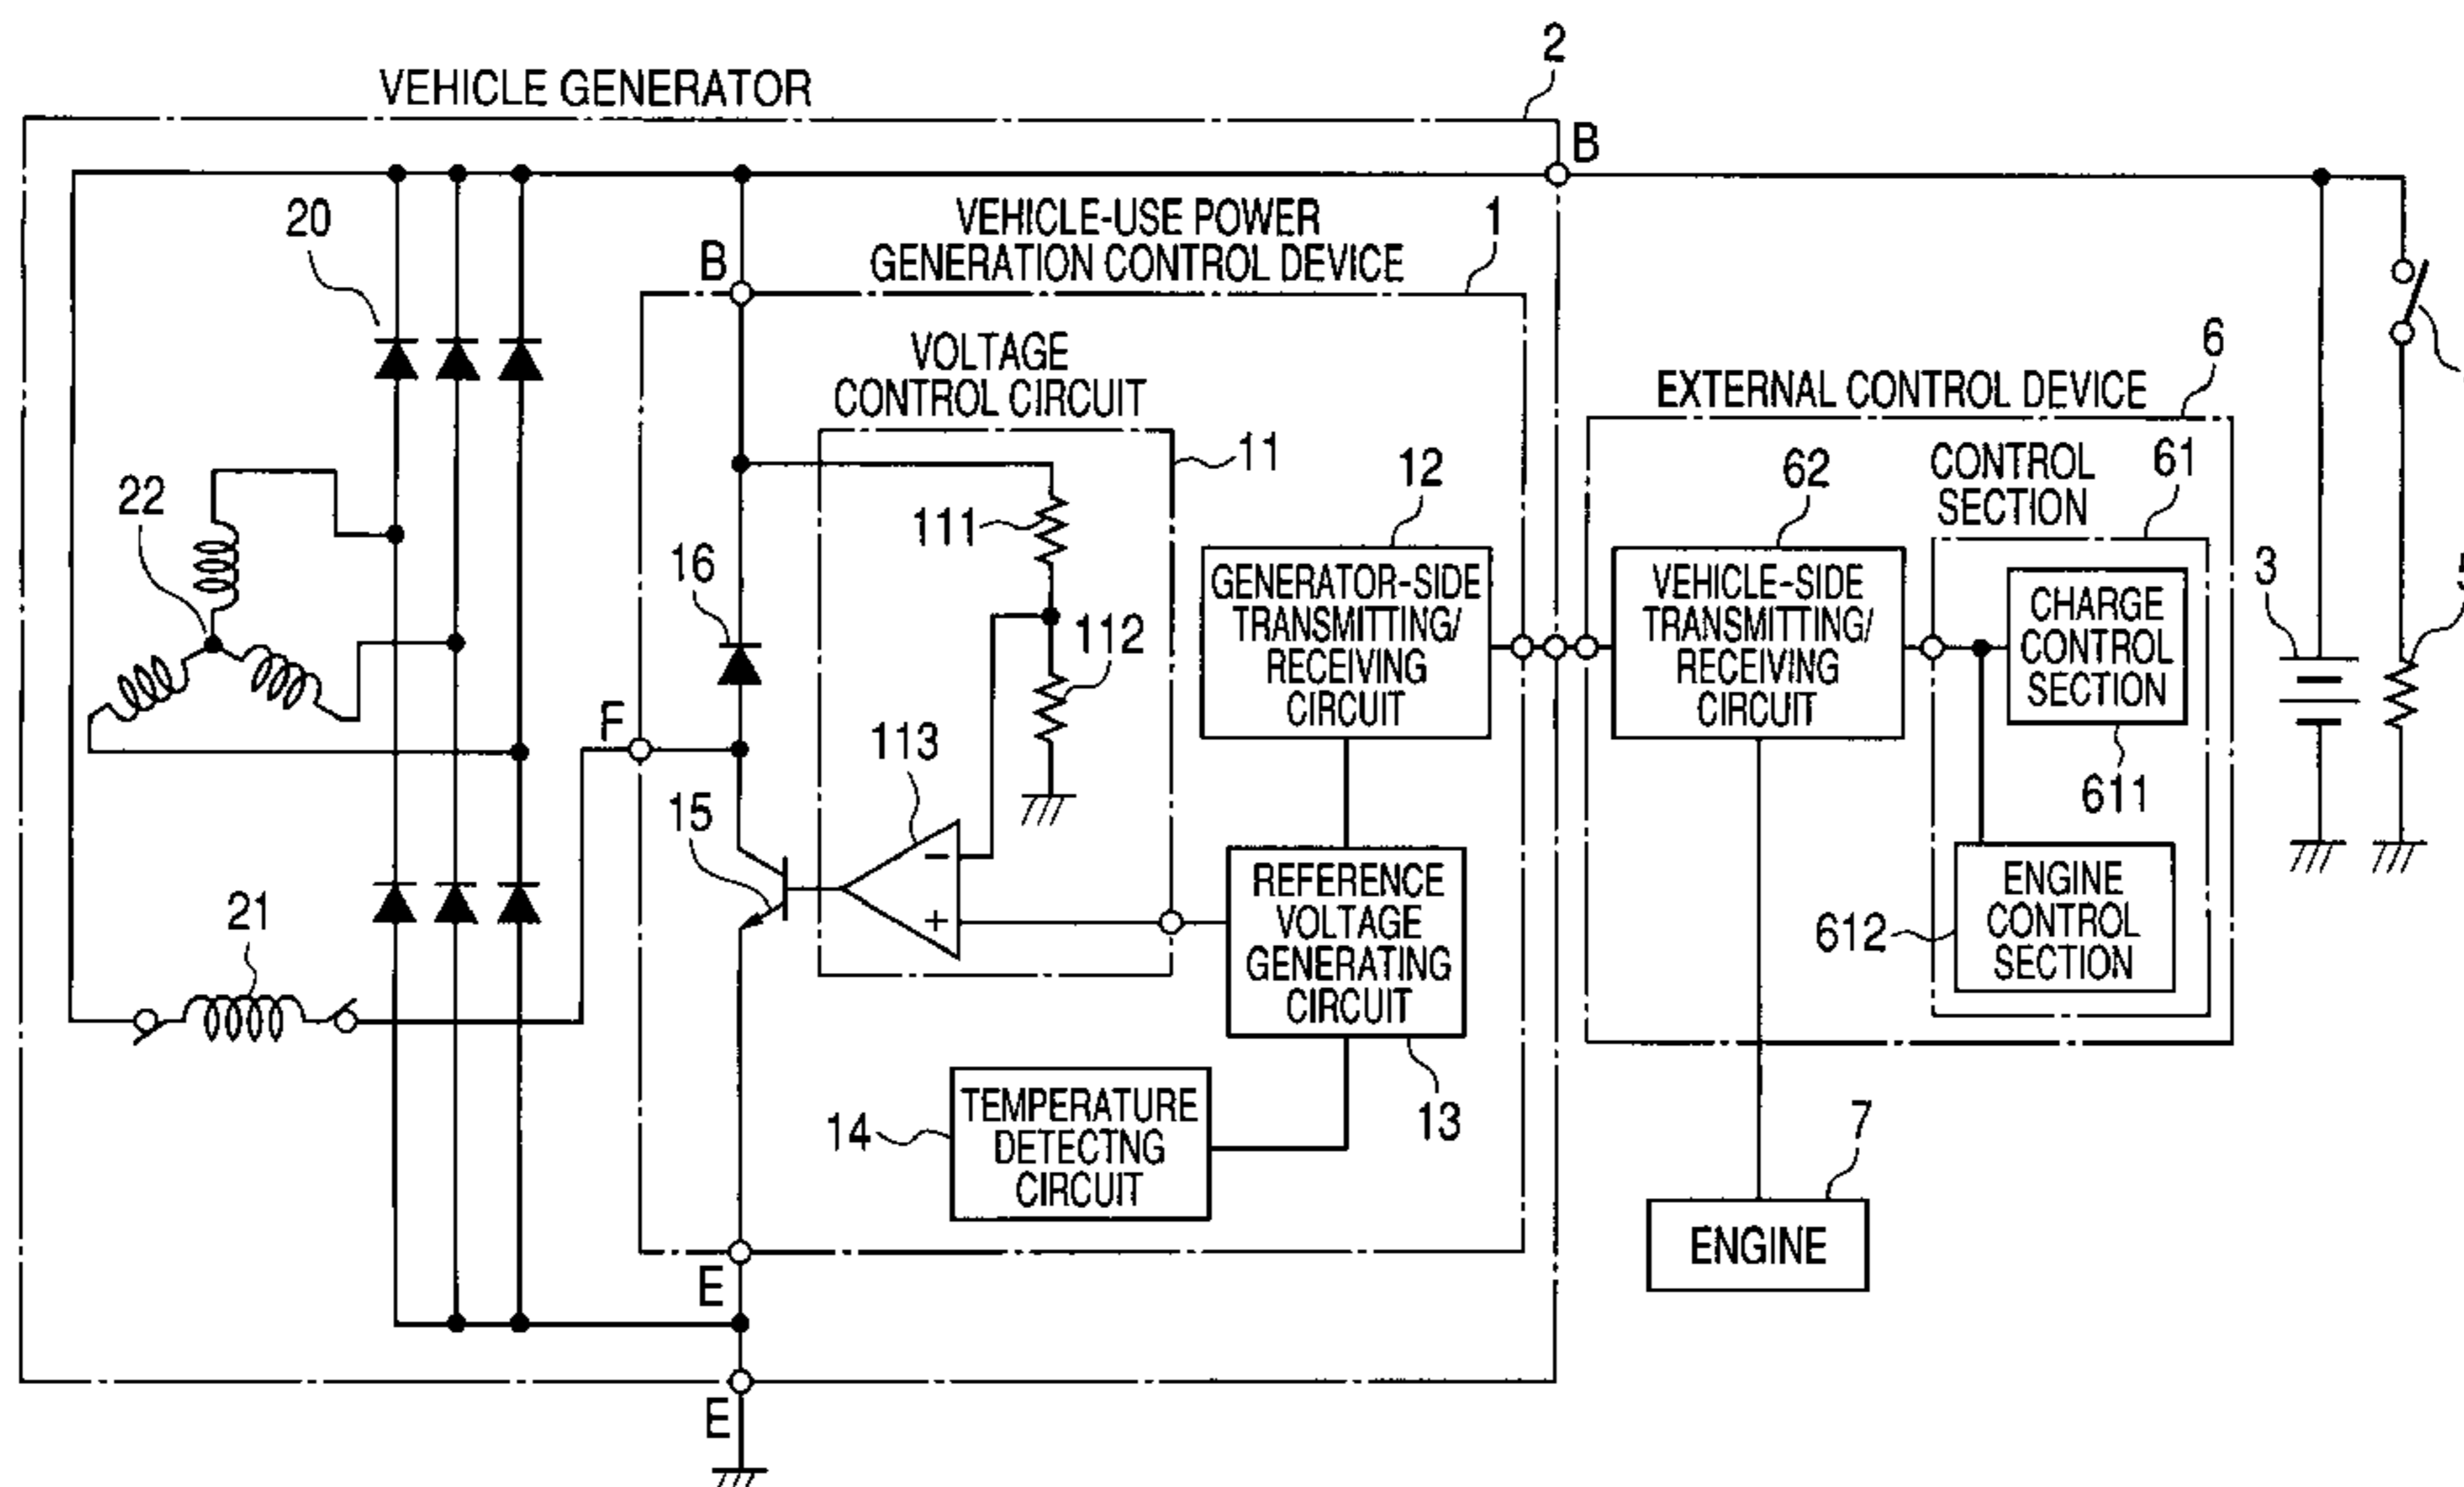 2
VEHICLE GENERATOR
B
VEHICLE-USE POWER
GENERATION CONTROL DEVICE
1
20
B
VOLTAGE
CONTROL CIRCUIT
6
EXTERNAL CONTROL DEVICE
11
12
62
CONTROL
SECTION
61
22
111
16
GENERATOR-SIDE
TRANSMITTING/
RECEIVING
CIRCUIT
VEHICLE-SIDE
TRANSMITTING/
RECEIVING
CIRCUIT
CHARGE
CONTROL
SECTION
3
112
F
113
611
15
−
+
REFERENCE
VOLTAGE
GENERATING
CIRCUIT
ENGINE
CONTROL
SECTION
612
21
14
TEMPERATURE
DETECTNG
CIRCUIT
13
7
ENGINE
E
E